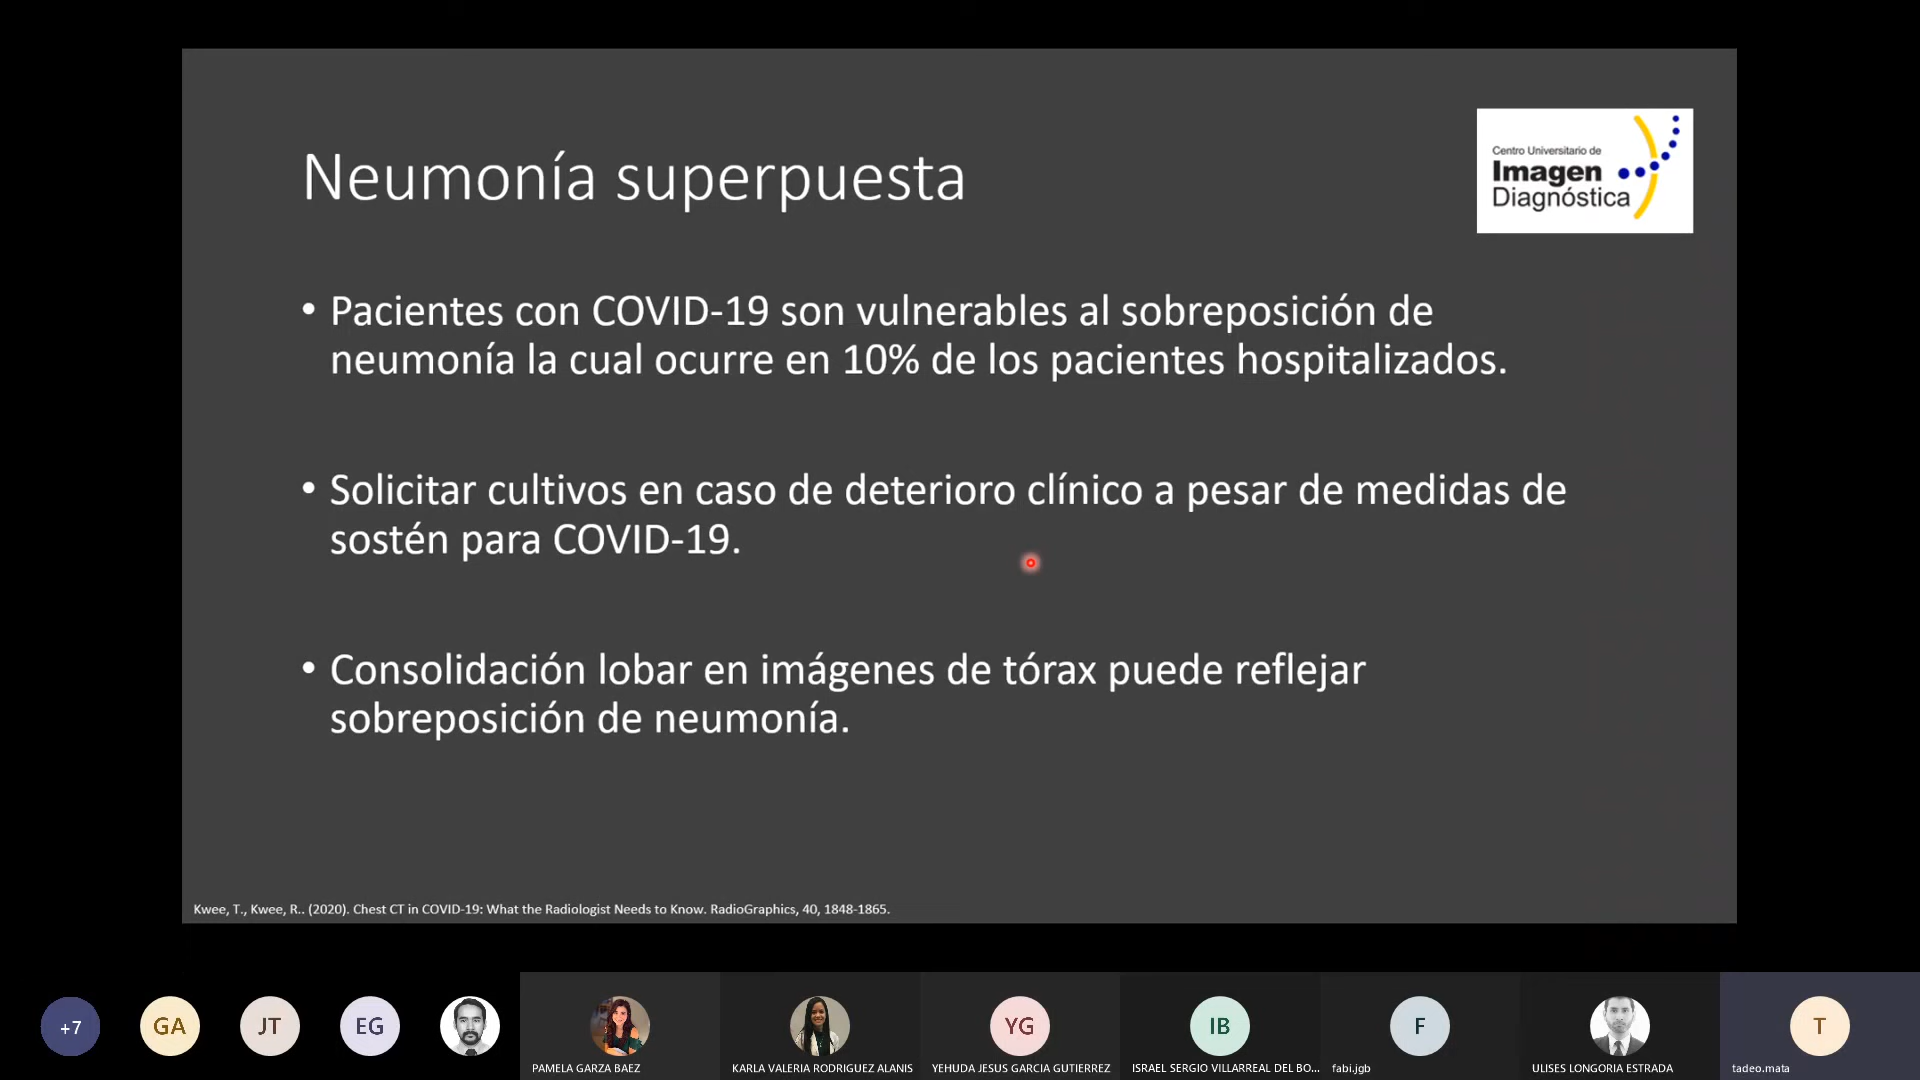 Neumonía superpuesta
Centro Universitario de
Imagen
Diagnóstica
• Pacientes con COVID-19 son vulnerables al sobreposición de
neumonía la cual ocurre en 10% de los pacientes hospitalizados.
• Solicitar cultivos en caso de deterioro clínico a pesar de medidas de
sostén para COVID-19.
• Consolidación lobar en imágenes de tórax puede reflejar
sobreposición de neumonía.
Kwee, T., Kwee, R.. (2020). Chest CT in COVID-19: What the Radiologist Needs to Know. RadioGraphics, 40, 1848-1865.
+7
GA
JT
EG
YG
IB
F
T
PAMELA GARZA BAEZ
KARLA VALERIA RODRIGUEZ ALANIS
YEHUDA JESUS GARCIA GUTIERREZ
ISRAEL SERGIO VILLARREAL DEL BO...
fabi.jgb
ULISES LONGORIA ESTRADA
tadeo.mata